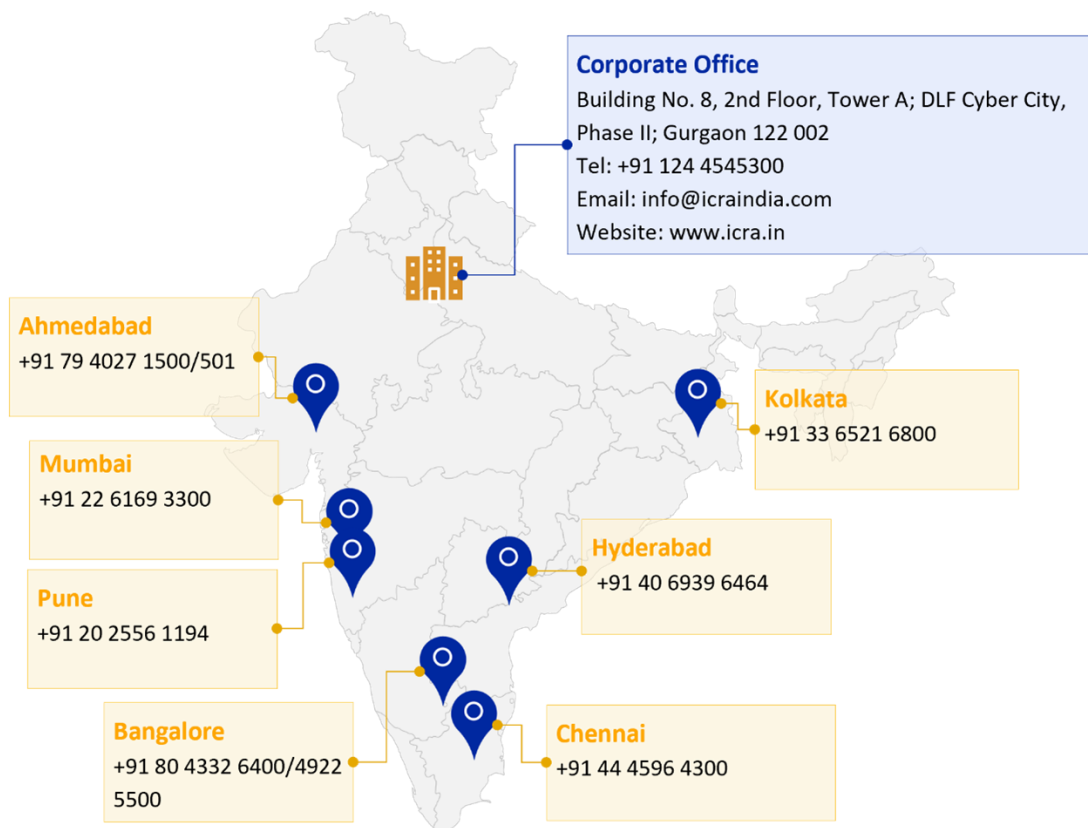 Corporate Office
Building No. 8, 2nd Floor, Tower A; DLF Cyber City,
Phase II; Gurgaon 122 002
Tel: +91 124 4545300
Email: info@icraindia.com
Website: www.icra.in
Ahmedabad
+91 79 4027 1500/501
Kolkata
+91 33 6521 6800
Mumbai
+91 22 6169 3300
Hyderabad
+91 40 6939 6464
Pune
+91 20 2556 1194
Bangalore
+91 80 4332 6400/4922
5500
Chennai
+91 44 4596 4300